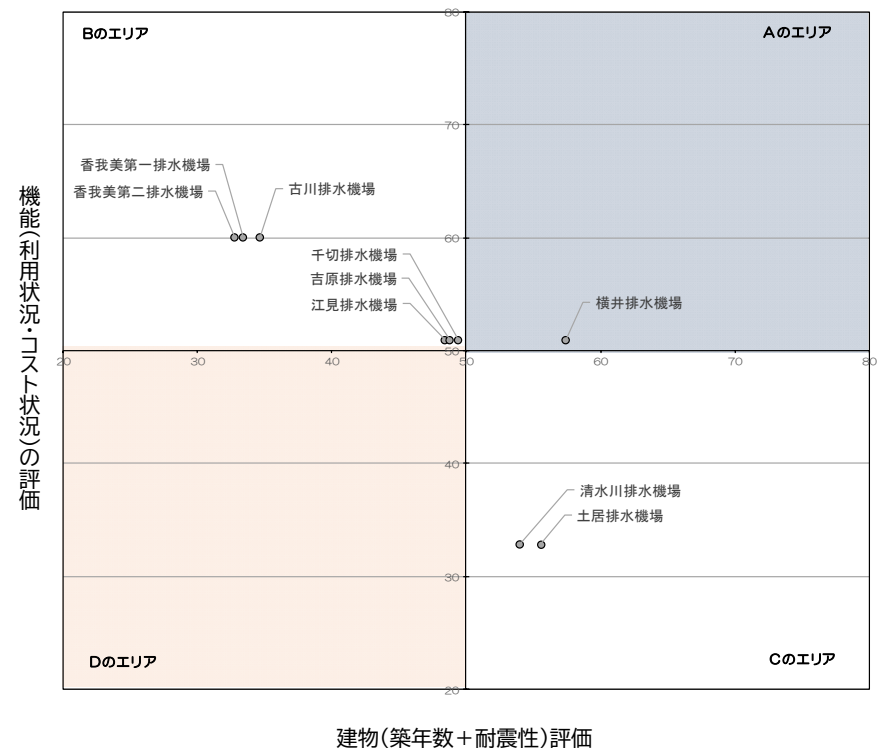 80
Bのエリア
Aのエリア
70
香我美第一排水機場
香我美第二排水機場
古川排水機場
60
千切排水機場
吉原排水機場
江見排水機場
横井排水機場
50
20 30 40 50 60 70 80
40
清水川排水機場
土居排水機場
30
Dのエリア
Cのエリア
20
機能(利用状況・コスト状況)の評価
建物(築年数+耐震性)評価